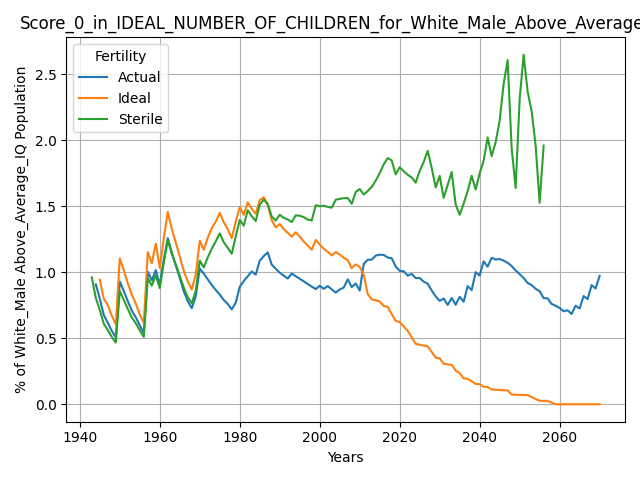 Score_0_in_IDEAL_NUMBER_OF_CHILDREN_for_White_Male_Above_Average
Fertility
Actual
Ideal
Sterile
% of White_Male Above_Average_IQ Population
2.5
2.0
1.5
1.0
0.5
0.0
1940 1960 1980 2000 2020 2040 2060
Years